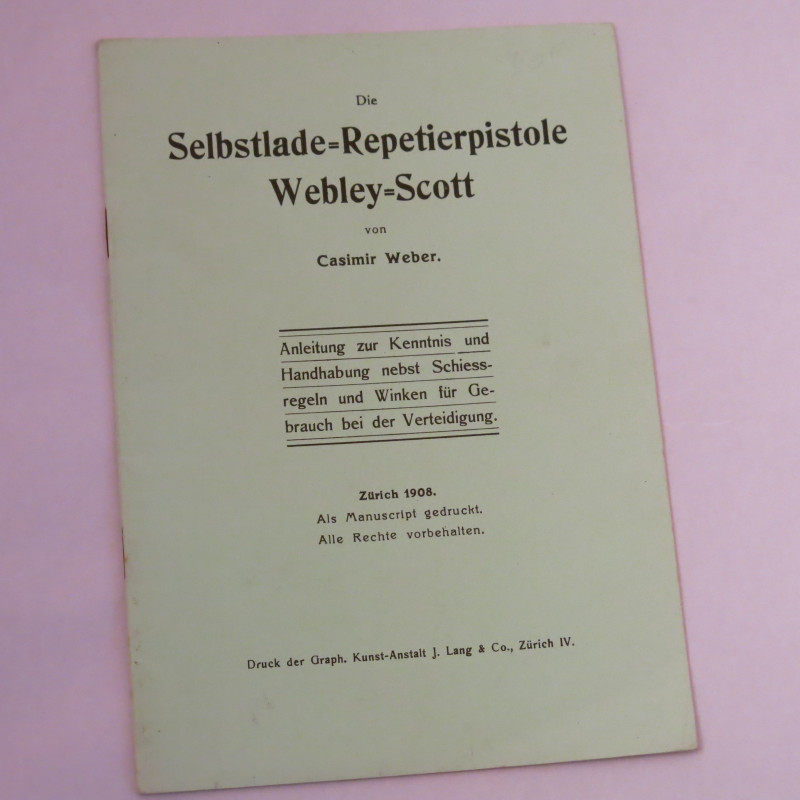 Die
Selbstlade=Repetierpistole
Webley=Scott
von
Casimir Weber.
Anleitung zur Kenntnis und
Handhabung nebst Schiess-
regeln und Winken für Ge-
brauch bei der Verteidigung.
Zürich 1908.
Als Manuscript gedruckt.
Alle Rechte vorbehalten.
Druck der Graph. Kunst-Anstalt J. Lang & Co., Zürich IV.